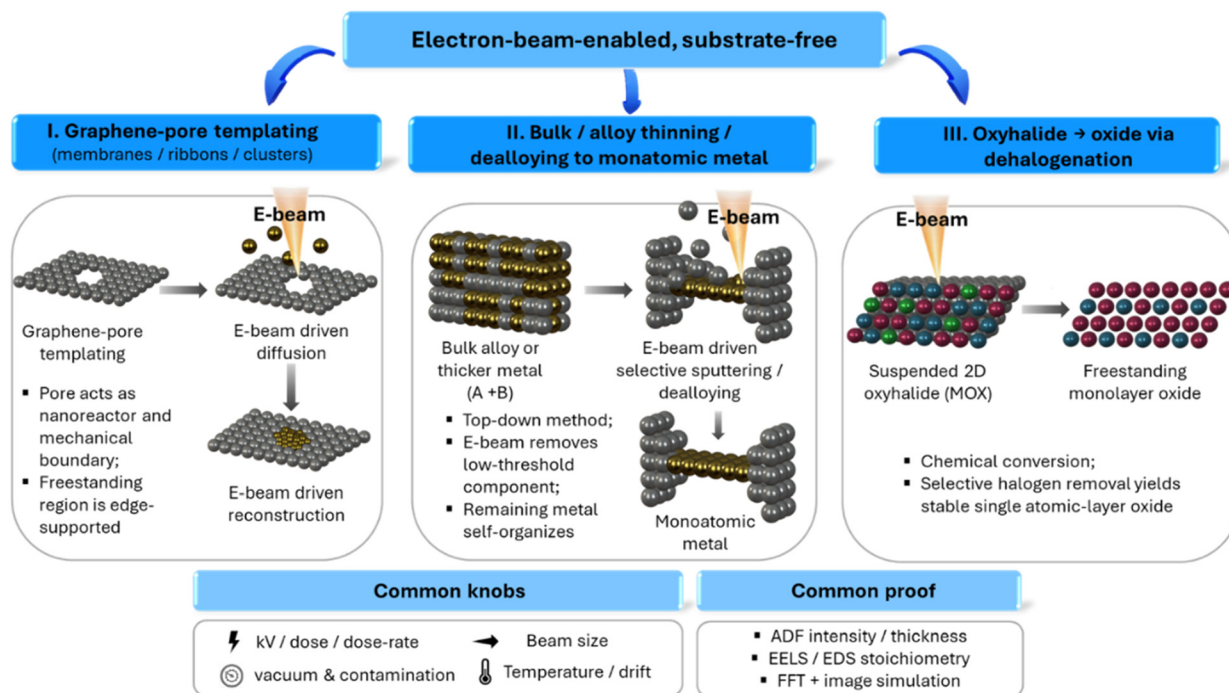 Electron-beam-enabled, substrate-free
I. Graphene-pore templating
(membranes / ribbons / clusters)
E-beam
Graphene-pore
templating
E-beam driven
diffusion
▪ Pore acts as
nanoreactor and
mechanical
boundary;
▪ Freestanding
region is edge-
supported
E-beam driven
reconstruction
II. Bulk / alloy thinning /
dealloying to monatomic metal
E-beam
Bulk alloy or
thicker metal
(A +B)
E-beam driven
selective sputtering /
dealloying
▪ Top-down method;
▪ E-beam removes
low-threshold
component;
▪ Remaining metal
self-organizes
Monoatomic
metal
III. Oxyhalide → oxide via
dehalogenation
E-beam
Suspended 2D
oxyhalide (MOX)
Freestanding
monolayer oxide
▪ Chemical conversion;
▪ Selective halogen removal yields
stable single atomic-layer oxide
Common knobs
kV / dose / dose-rate
Beam size
vacuum & contamination
Temperature / drift
Common proof
▪ ADF intensity / thickness
▪ EELS / EDS stoichiometry
▪ FFT + image simulation